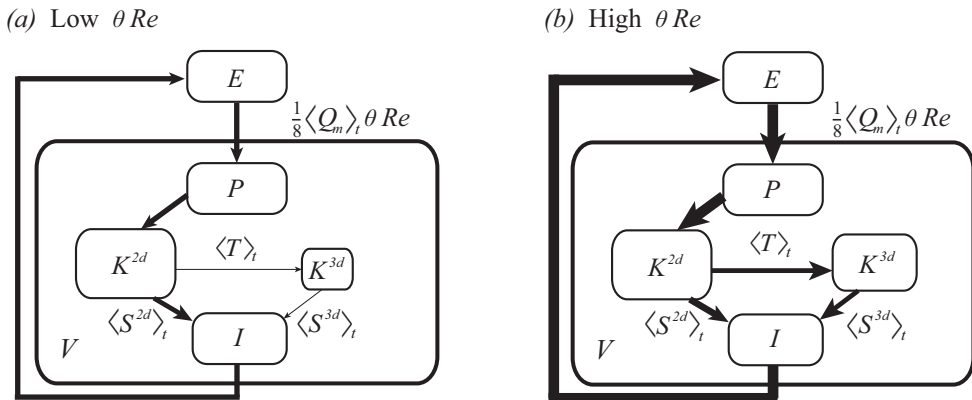 (a) Low θ Re
E
1/8⟨Q_m⟩_t θ Re
P
K^{2d}
⟨T⟩_t
K^{3d}
⟨S^{2d}⟩_t
⟨S^{3d}⟩_t
I
V
(b) High θ Re
E
1/8⟨Q_m⟩_t θ Re
P
⟨T⟩_t
K^{2d}
K^{3d}
⟨S^{2d}⟩_t
⟨S^{3d}⟩_t
I
V